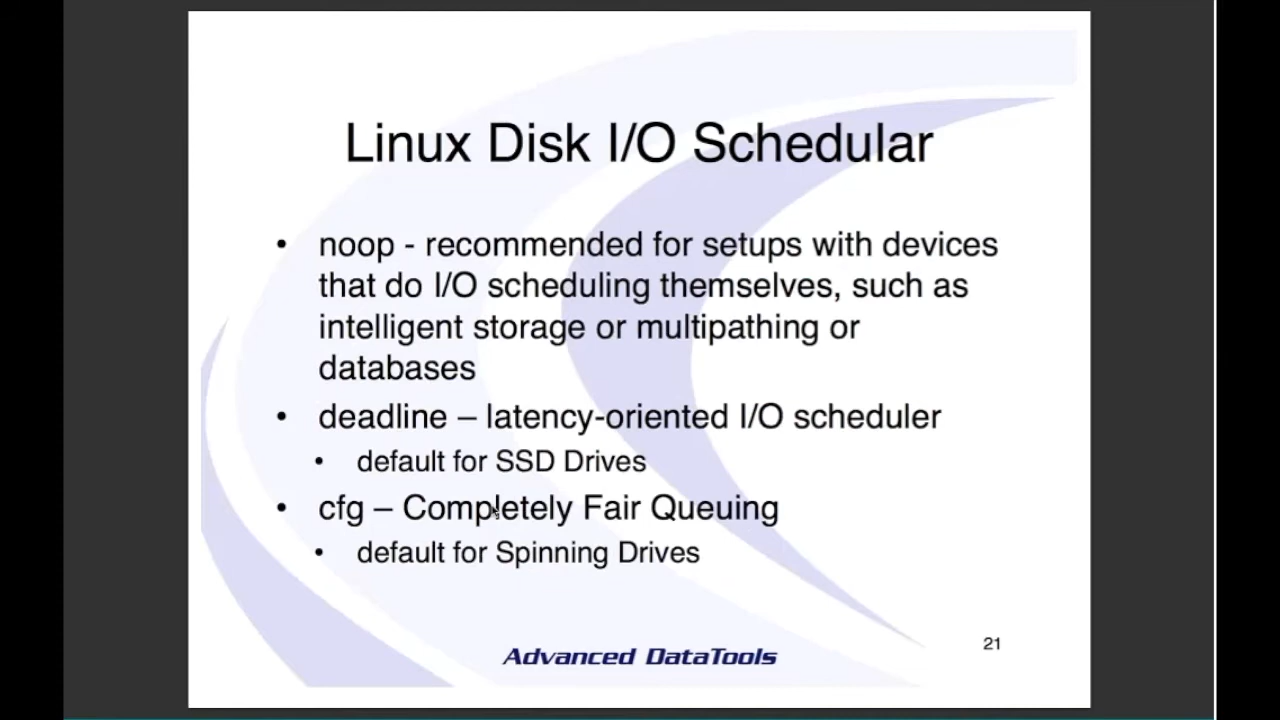 Linux Disk I/O Schedular
• noop - recommended for setups with devices
that do I/O scheduling themselves, such as
intelligent storage or multipathing or
databases
• deadline – latency-oriented I/O scheduler
• default for SSD Drives
• cfg – Completely Fair Queuing
• default for Spinning Drives
Advanced DataTools
21